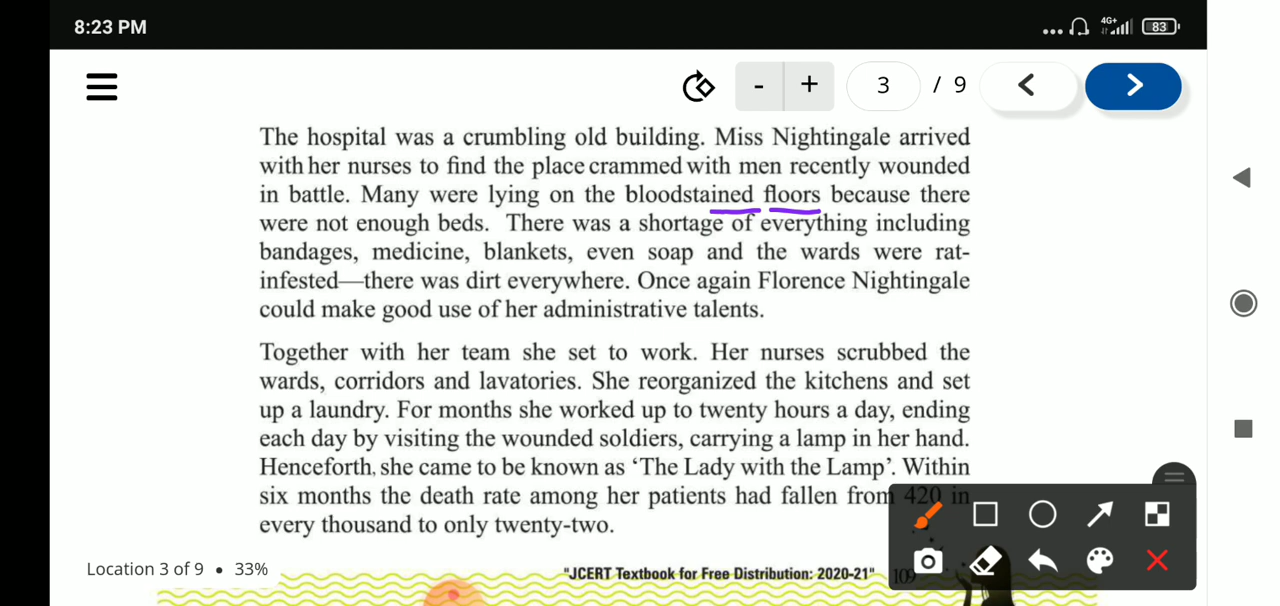 8:23 PM
4G+ 83
- + 3 / 9
The hospital was a crumbling old building. Miss Nightingale arrived
with her nurses to find the place crammed with men recently wounded
in battle. Many were lying on the bloodstained floors because there
were not enough beds. There was a shortage of everything including
bandages, medicine, blankets, even soap and the wards were rat-
infested—there was dirt everywhere. Once again Florence Nightingale
could make good use of her administrative talents.
Together with her team she set to work. Her nurses scrubbed the
wards, corridors and lavatories. She reorganized the kitchens and set
up a laundry. For months she worked up to twenty hours a day, ending
each day by visiting the wounded soldiers, carrying a lamp in her hand.
Henceforth, she came to be known as ‘The Lady with the Lamp’. Within
six months the death rate among her patients had fallen from 420 in
every thousand to only twenty-two.
Location 3 of 9 • 33%
"JCERT Textbook for Free Distribution: 2020-21" 109